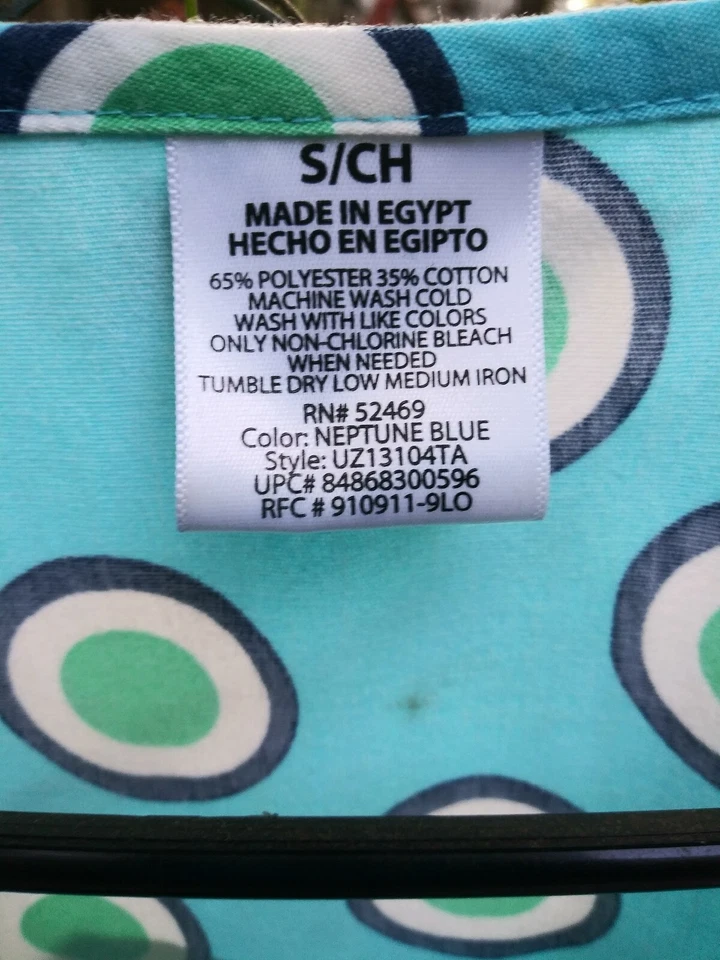 S/CH
MADE IN EGYPT
HECHO EN EGIPTO
65% POLYESTER 35% COTTON
MACHINE WASH COLD
WASH WITH LIKE COLORS
ONLY NON-CHLORINE BLEACH
WHEN NEEDED
TUMBLE DRY LOW MEDIUM IRON
RN# 52469
Color: NEPTUNE BLUE
Style: UZ13104TA
UPC# 84868300596
RFC # 910911-9LO